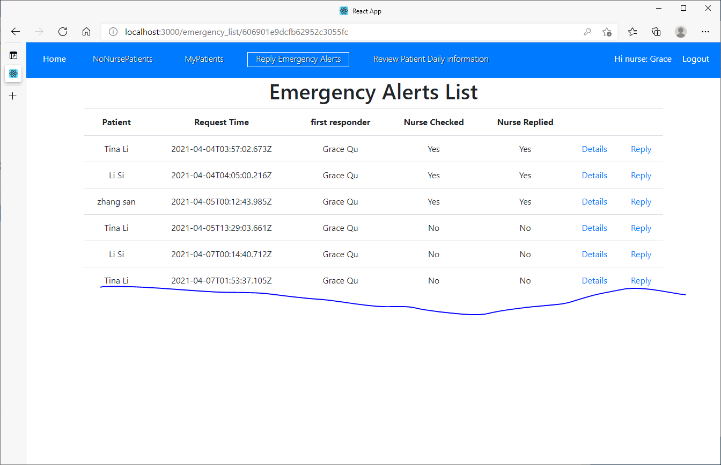 React App
localhost:3000/emergency_list/606901e9dcfb62952c3055fc
Home NoNursePatients MyPatients Reply Emergency Alerts Review Patient Daily information Hi nurse: Grace Logout
Emergency Alerts List
Patient Request Time first responder Nurse Checked Nurse Replied
Tina Li 2021-04-04T03:57:02.673Z Grace Qu Yes Yes Details Reply
Li Si 2021-04-04T04:05:00.216Z Grace Qu Yes Yes Details Reply
zhang san 2021-04-05T00:12:43.985Z Grace Qu Yes Yes Details Reply
Tina Li 2021-04-05T13:29:03.661Z Grace Qu No No Details Reply
Li Si 2021-04-07T00:14:40.712Z Grace Qu No No Details Reply
Tina Li 2021-04-07T01:53:37.105Z Grace Qu No No Details Reply